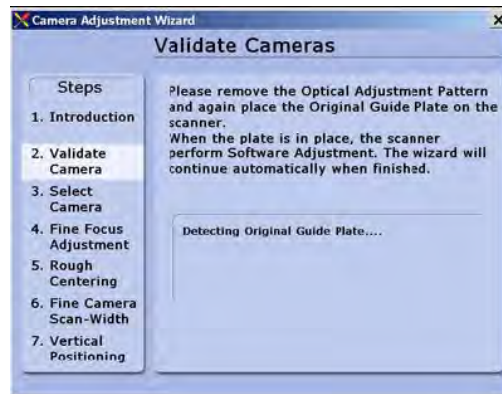 Camera Adjustment Wizard
Validate Cameras
Steps
1. Introduction
2. Validate
Camera
3. Select
Camera
4. Fine Focus
Adjustment
5. Rough
Centering
6. Fine Camera
Scan-Width
7. Vertical
Positioning
Please remove the Optical Adjustment Pattern
and again place the Original Guide Plate on the
scanner.
When the plate is in place, the scanner
perform Software Adjustment. The wizard will
continue automatically when finished.
Detecting Original Guide Plate....